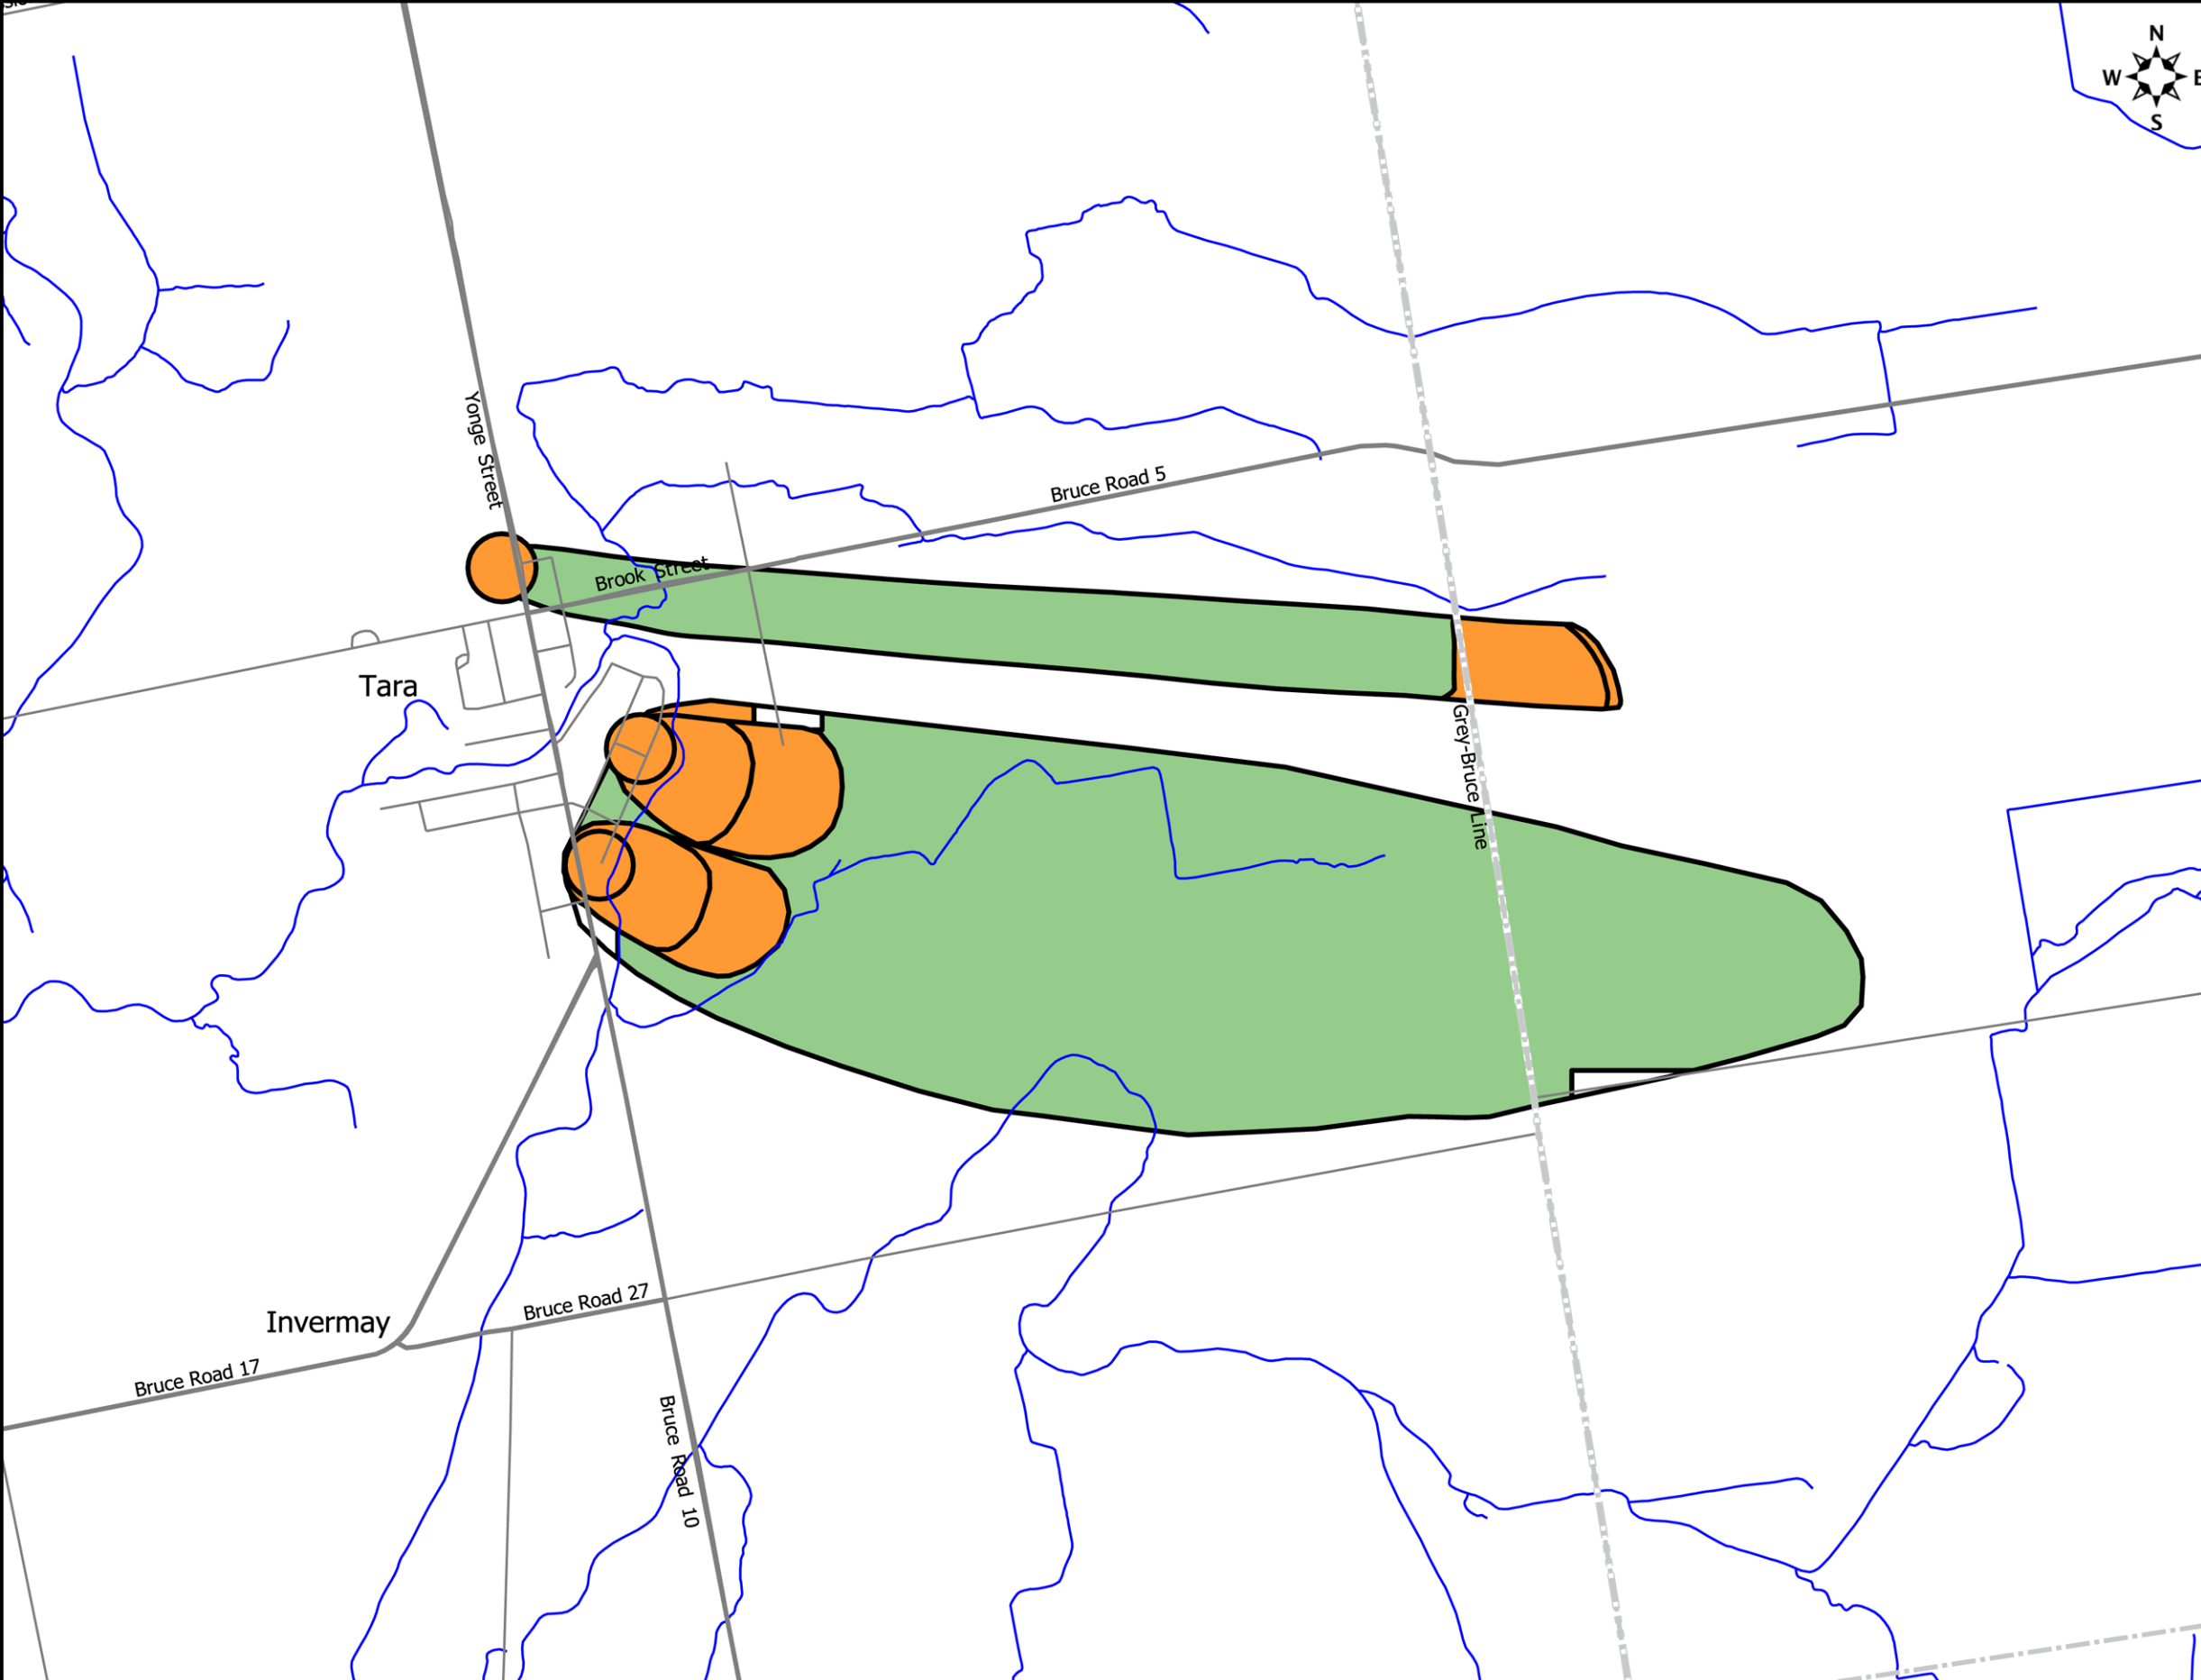 N
W
E
S
Yonge Street
Bruce Road 5
Brook Street
Tara
Grey-Bruce Line
Bruce Road 27
Invermay
Bruce Road 17
Bruce Road 10